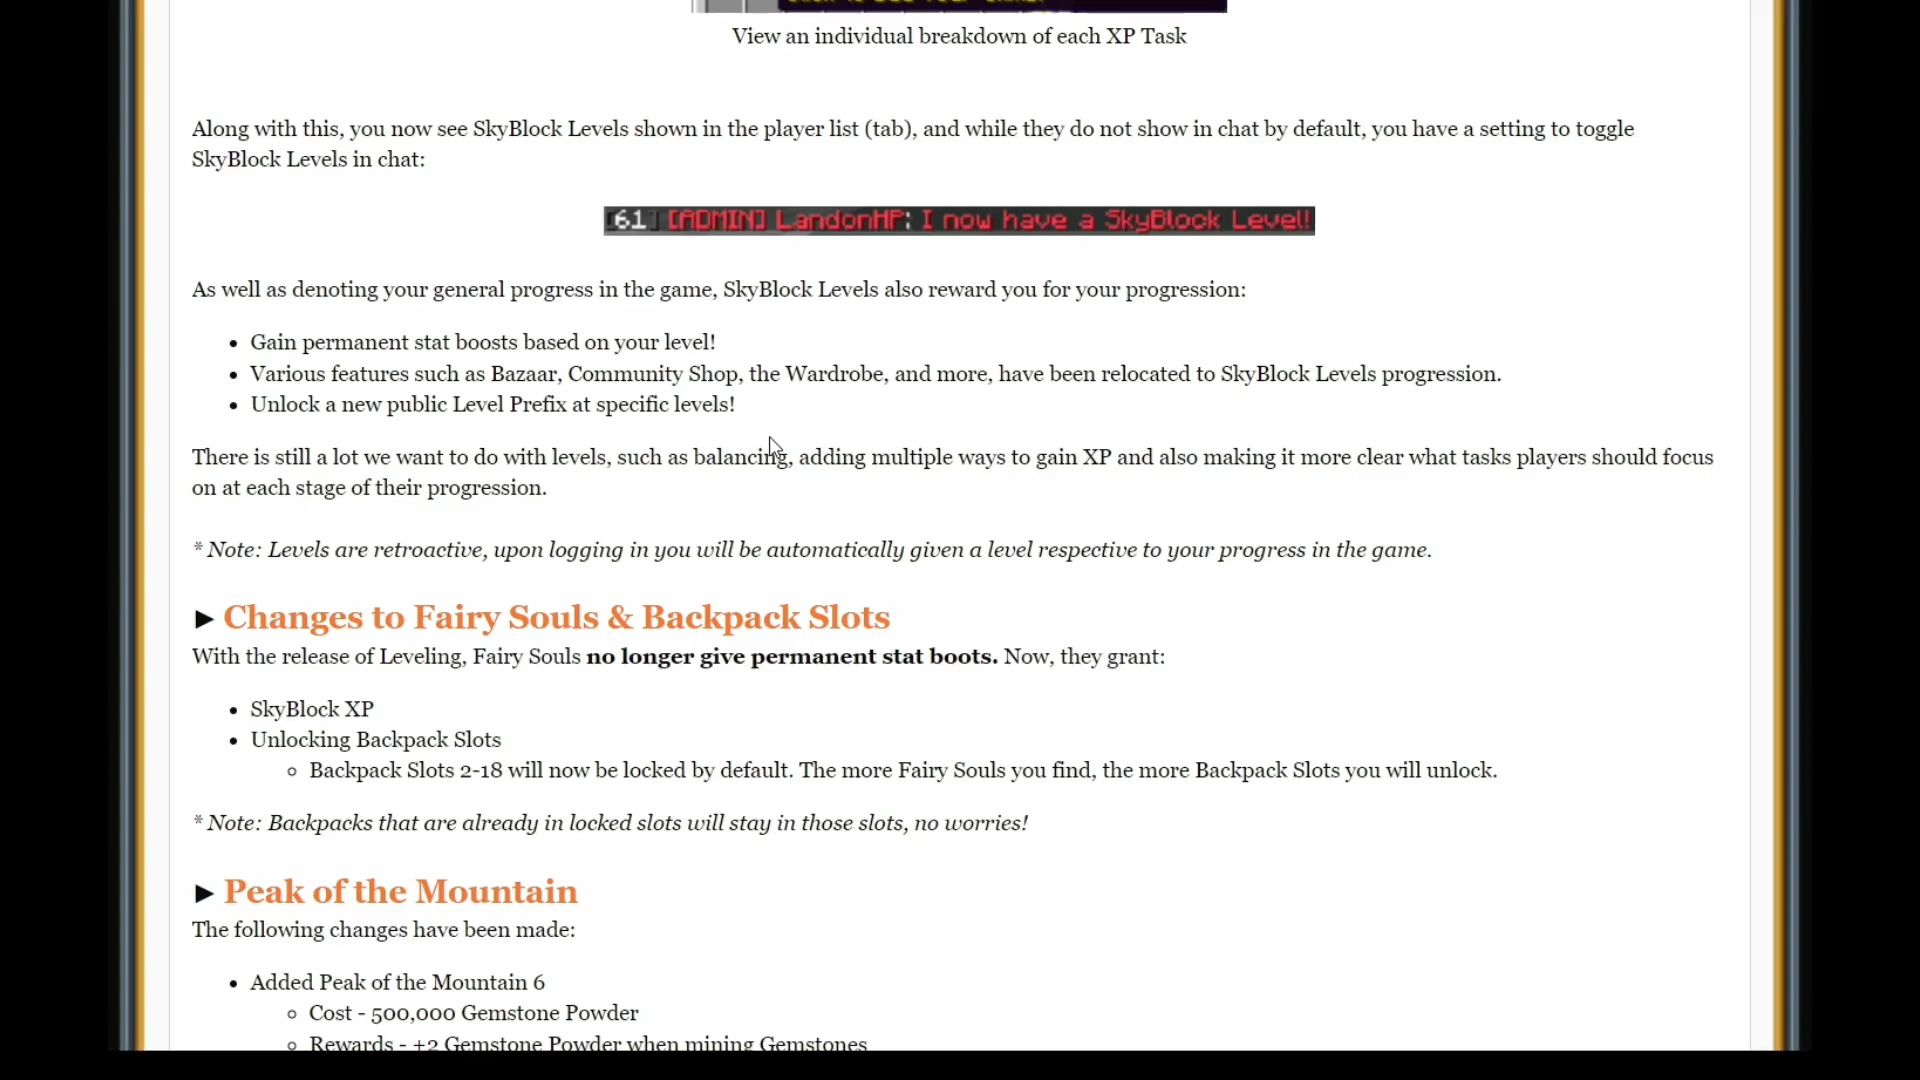 View an individual breakdown of each XP Task
Along with this, you now see SkyBlock Levels shown in the player list (tab), and while they do not show in chat by default, you have a setting to toggle
SkyBlock Levels in chat:
[61] [ADMIN] LandonHP: I now have a SkyBlock Level!
As well as denoting your general progress in the game, SkyBlock Levels also reward you for your progression:
• Gain permanent stat boosts based on your level!
• Various features such as Bazaar, Community Shop, the Wardrobe, and more, have been relocated to SkyBlock Levels progression.
• Unlock a new public Level Prefix at specific levels!
There is still a lot we want to do with levels, such as balancing, adding multiple ways to gain XP and also making it more clear what tasks players should focus
on at each stage of their progression.
* Note: Levels are retroactive, upon logging in you will be automatically given a level respective to your progress in the game.
► Changes to Fairy Souls & Backpack Slots
With the release of Leveling, Fairy Souls no longer give permanent stat boots. Now, they grant:
• SkyBlock XP
• Unlocking Backpack Slots
○ Backpack Slots 2-18 will now be locked by default. The more Fairy Souls you find, the more Backpack Slots you will unlock.
* Note: Backpacks that are already in locked slots will stay in those slots, no worries!
► Peak of the Mountain
The following changes have been made:
• Added Peak of the Mountain 6
○ Cost - 500,000 Gemstone Powder
○ Rewards - +2 Gemstone Powder when mining Gemstones